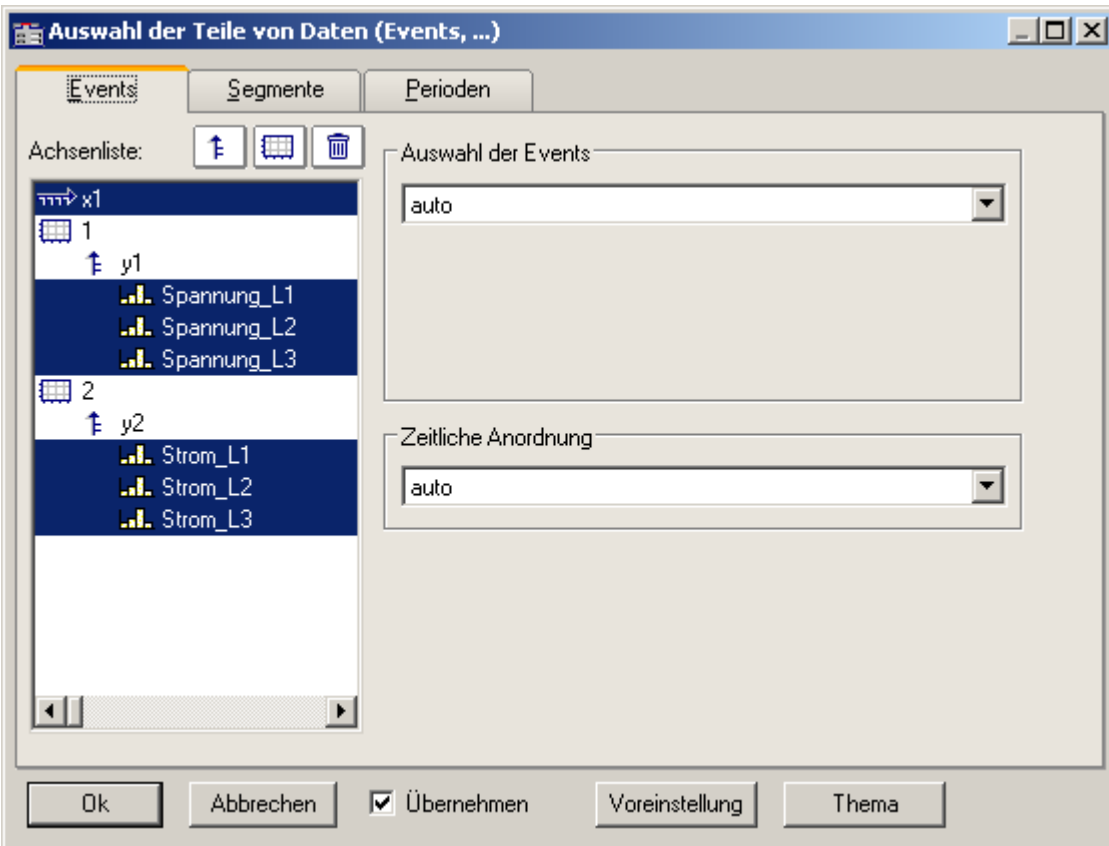 Auswahl der Teile von Daten (Events, ...)
Events Segmente Perioden
Achsenliste:
x1
1
y1
Spannung_L1
Spannung_L2
Spannung_L3
2
y2
Strom_L1
Strom_L2
Strom_L3
Auswahl der Events
auto
Zeitliche Anordnung
auto
Ok Abbrechen Übernehmen Voreinstellung Thema